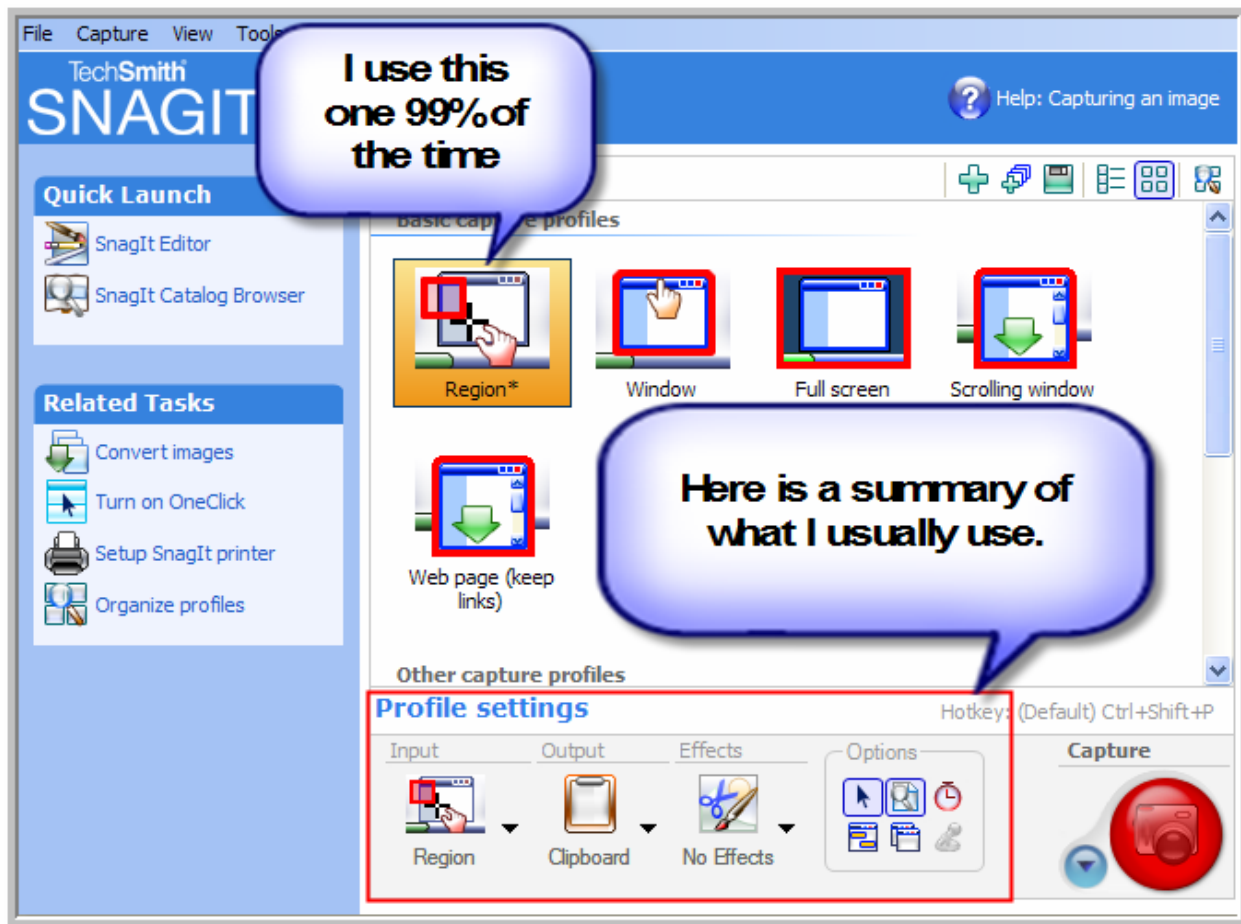 File Capture View Tools
I use this
one 99% of
the time
TechSmith
SNAGIT
Help: Capturing an image
Quick Launch
SnagIt Editor
SnagIt Catalog Browser
Basic capture profiles
Region*
Window
Full screen
Scrolling window
Related Tasks
Convert images
Turn on OneClick
Setup SnagIt printer
Organize profiles
Here is a summary of
what I usually use.
Web page (keep
links)
Other capture profiles
Profile settings
Hotkey: (Default) Ctrl+Shift+P
Input
Output
Effects
Options
Capture
Region
Clipboard
No Effects